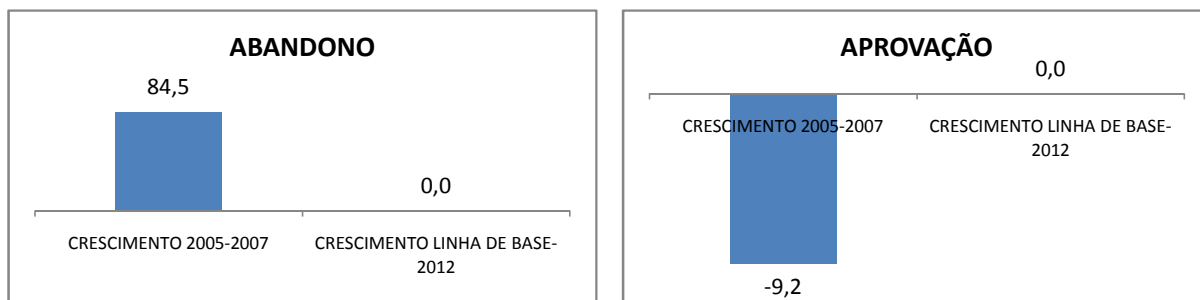 ABANDONO
84,5
0,0
CRESCIMENTO 2005-2007
CRESCIMENTO LINHA DE BASE-
2012
APROVAÇÃO
0,0
CRESCIMENTO 2005-2007
CRESCIMENTO LINHA DE BASE-
2012
-9,2